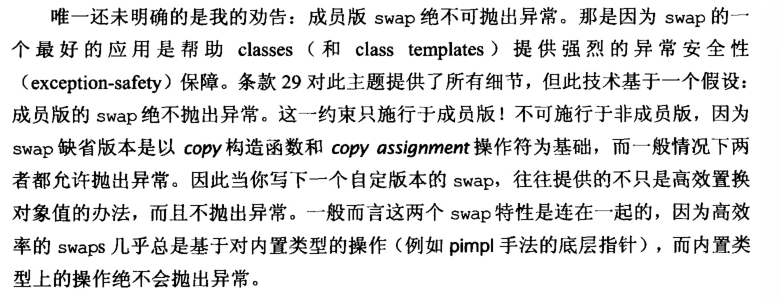 唯一还未明确的是我的劝告：成员版 swap 绝不可抛出异常。那是因为 swap 的一
个最好的应用是帮助 classes（和 class templates）提供强烈的异常安全性
（exception-safety）保障。条款 29 对此主题提供了所有细节，但此技术基于一个假设：
成员版的 swap 绝不抛出异常。这一约束只施行于成员版！不可施行于非成员版，因为
swap 缺省版本是以 copy 构造函数和 copy assignment 操作符为基础，而一般情况下两
者都允许抛出异常。因此当你写下一个自定版本的 swap，往往提供的不只是高效置换
对象值的办法，而且不抛出异常。一般而言这两个 swap 特性是连在一起的，因为高效
率的 swaps 几乎总是基于对内置类型的操作（例如 pimpl 手法的底层指针），而内置类
型上的操作绝不会抛出异常。